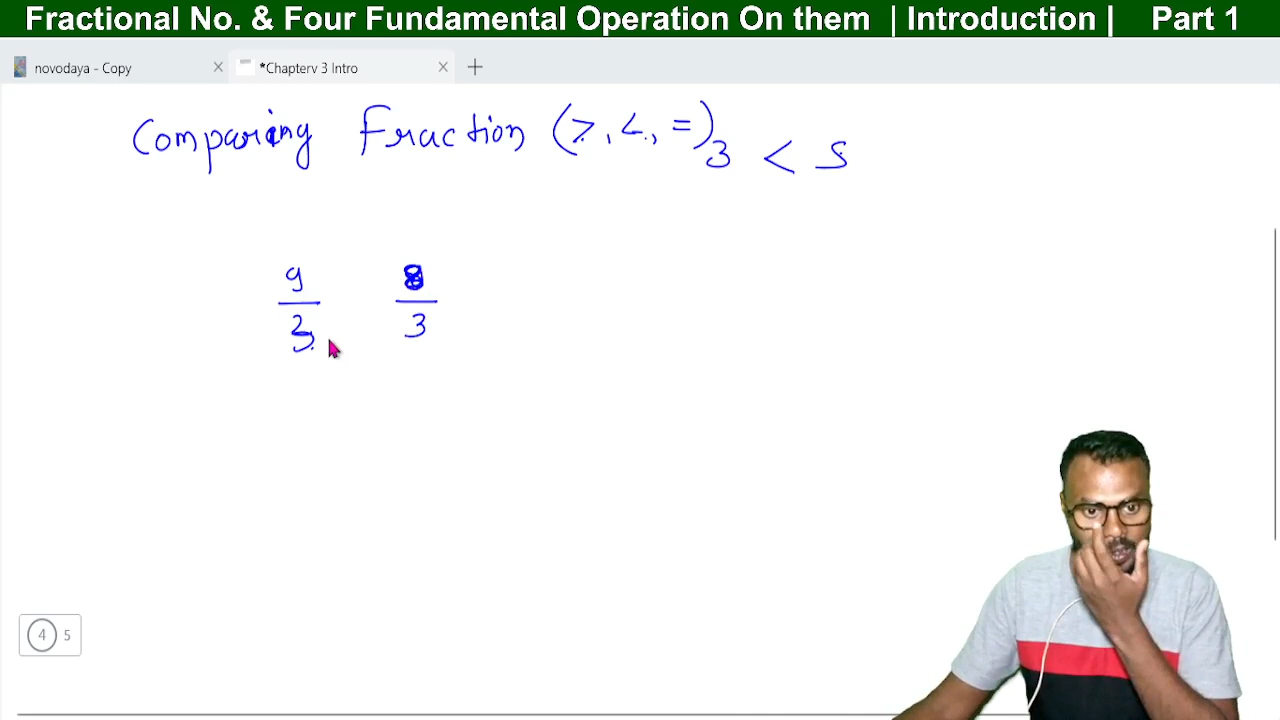 Fractional No. & Four Fundamental Operation On them | Introduction | Part 1
novodaya - Copy
*Chapterv 3 Intro
Comparing Fraction (>, <, =)
3 < 5
9 8
3 3
4 5